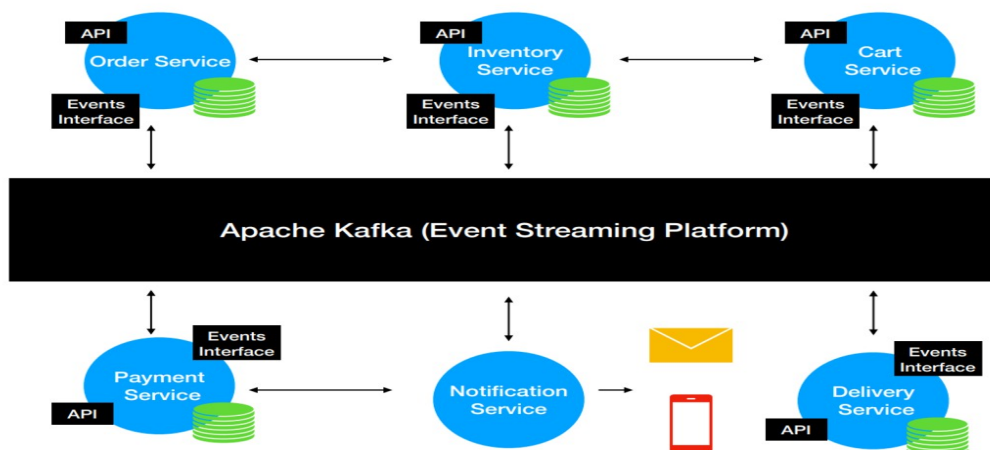 API
Order Service
Events
Interface
API
Inventory
Service
Events
Interface
API
Cart
Service
Events
Interface
Apache Kafka (Event Streaming Platform)
Events
Interface
Payment
Service
API
Notification
Service
Events
Interface
Delivery
Service
API